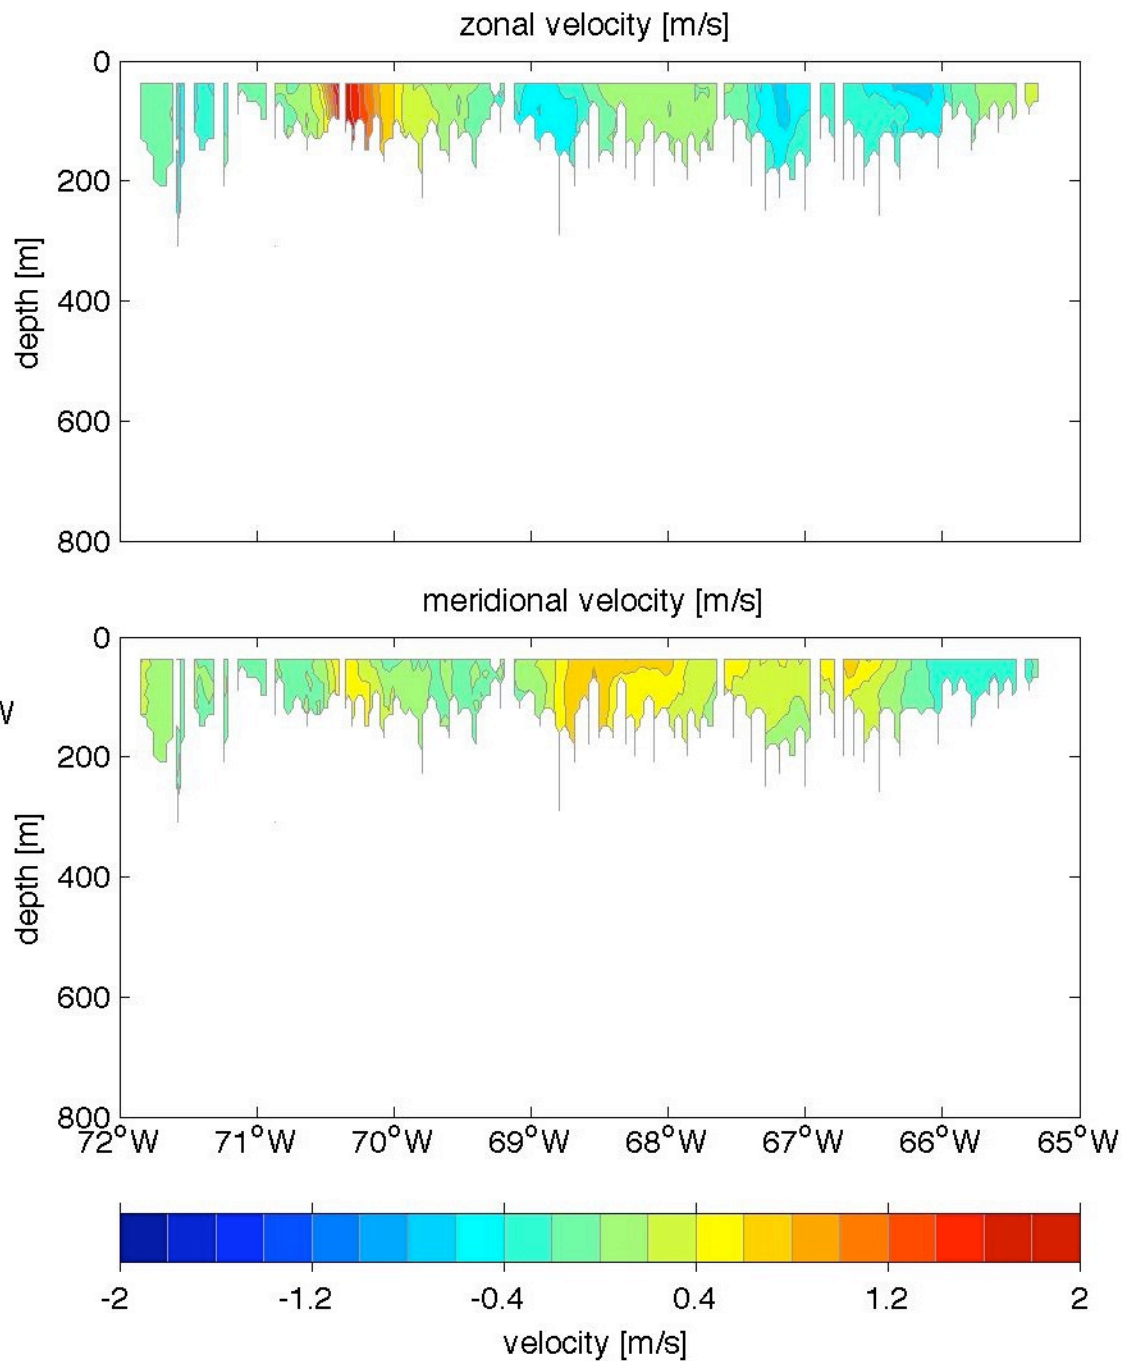 zonal velocity [m/s]
0
200
400
600
800
depth [m]
meridional velocity [m/s]
0
200
400
600
800
depth [m]
W
72°W 71°W 70°W 69°W 68°W 67°W 66°W 65°W
-2 -1.2 -0.4 0.4 1.2 2
velocity [m/s]